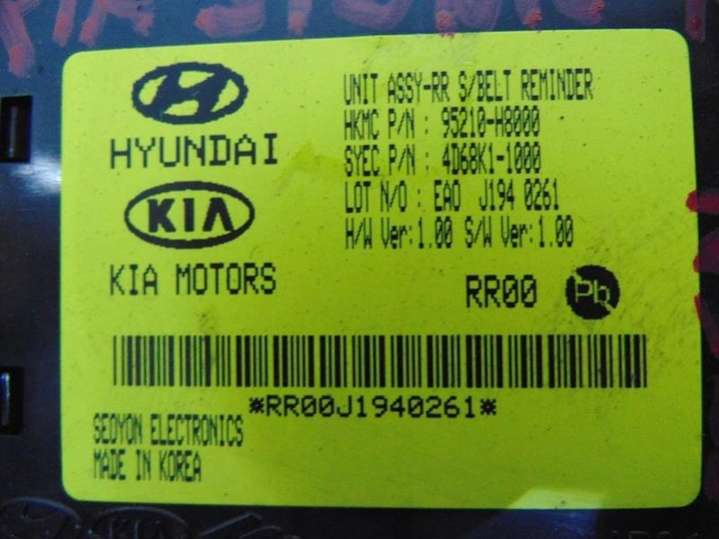 HYUNDAI
KIA
KIA MOTORS
UNIT ASSY-RR S/BELT REMINDER
HKMC P/N : 95210-H8000
SYEC P/N : 4D68K1-1000
LOT N/O : EAO J194 0261
H/W Ver:1.00 S/W Ver:1.00
RR00 Pb
*RR00J1940261*
SEOYON ELECTRONICS
MADE IN KOREA